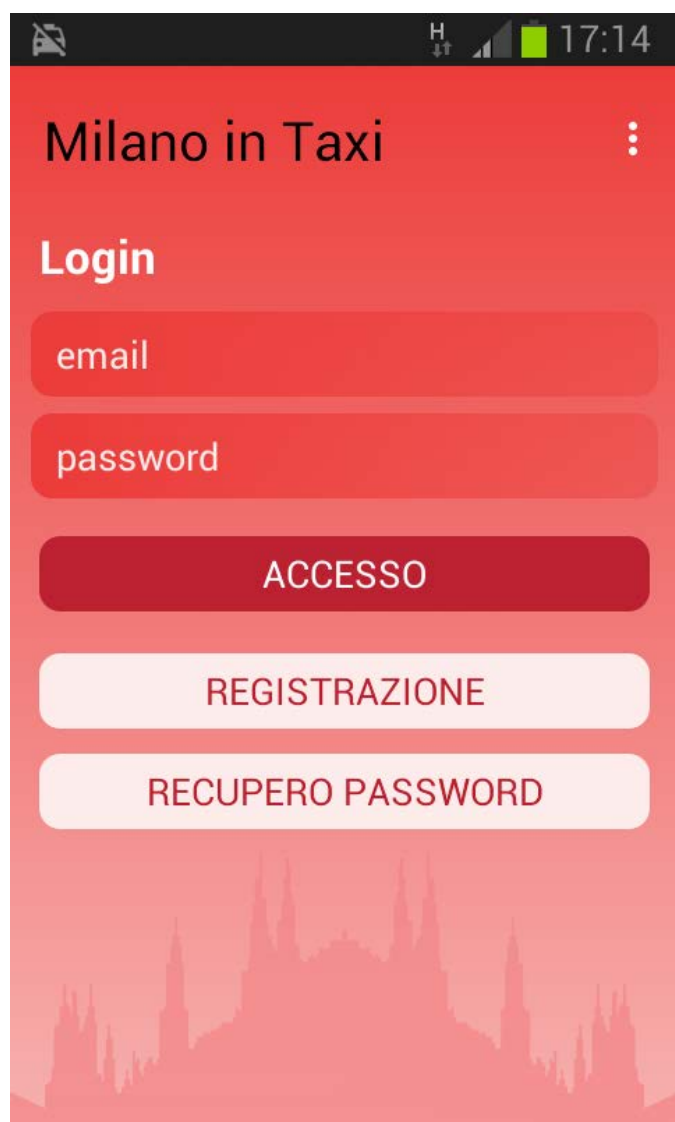 H 17:14
Milano in Taxi
Login
email
password
ACCESSO
REGISTRAZIONE
RECUPERO PASSWORD